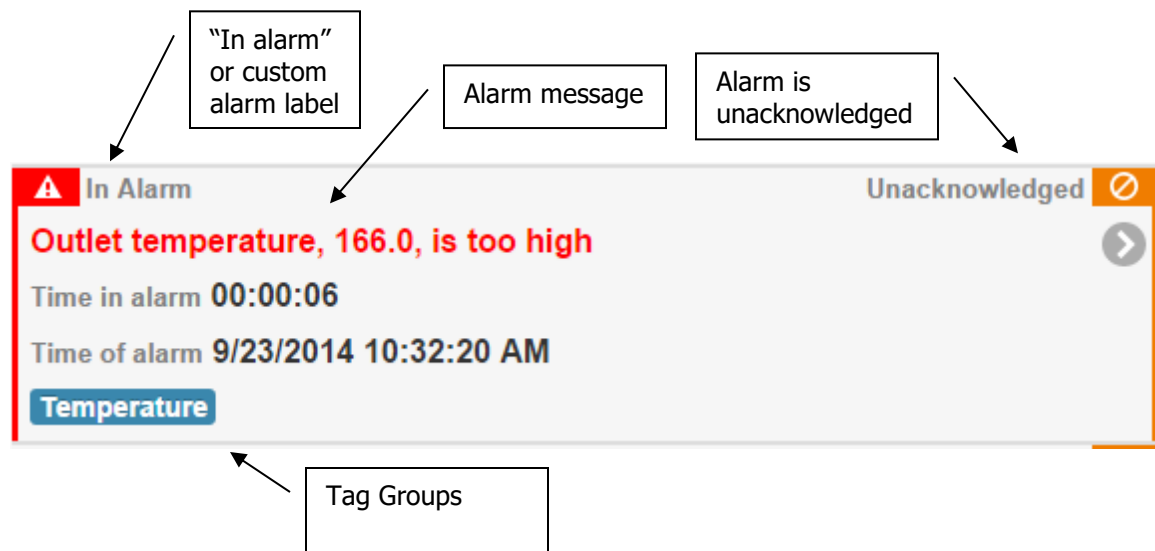 “In alarm”
or custom
alarm label
Alarm message
Alarm is
unacknowledged
In Alarm
Unacknowledged
Outlet temperature, 166.0, is too high
Time in alarm 00:00:06
Time of alarm 9/23/2014 10:32:20 AM
Temperature
Tag Groups